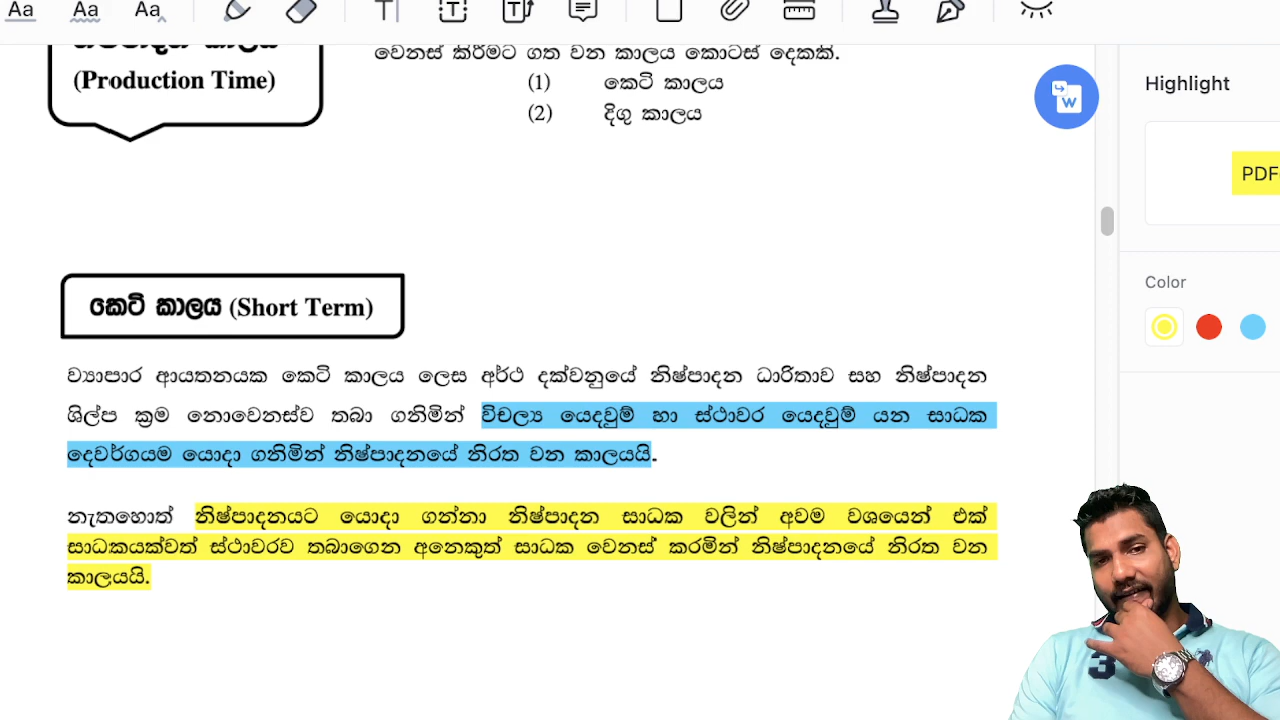 Aa Aa Aa T T T
නිෂ්පාදන කාලය
(Production Time)
වෙනස් කිරීමට ගත වන කාලය කොටස් දෙකකි.
(1) කෙටි කාලය
(2) දිගු කාලය
W
Highlight
PDF
Color
කෙටි කාලය (Short Term)
ව්‍යාපාර ආයතනයක කෙටි කාලය ලෙස අර්ථ දක්වනුයේ නිෂ්පාදන ධාරිතාව සහ නිෂ්පාදන
ශිල්ප ක්‍රම නොවෙනස්ව තබා ගනිමින් විචල්‍ය යෙදවුම් හා ස්ථාවර යෙදවුම් යන සාධක
දෙවර්ගයම යොදා ගනිමින් නිෂ්පාදනයේ නිරත වන කාලයයි.
නැතහොත් නිෂ්පාදනයට යොදා ගන්නා නිෂ්පාදන සාධක වලින් අවම වශයෙන් එක්
සාධකයක්වත් ස්ථාවරව තබාගෙන අනෙකුත් සාධක වෙනස් කරමින් නිෂ්පාදනයේ නිරත වන
කාලයයි.
3